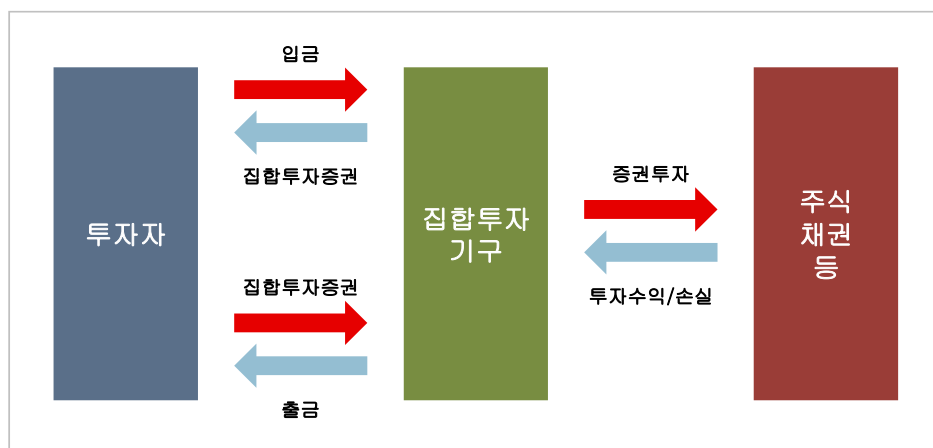 입금
집합투자증권
투자자
집합투자증권
출금
집합투자
기구
증권투자
투자수익/손실
주식
채권
등